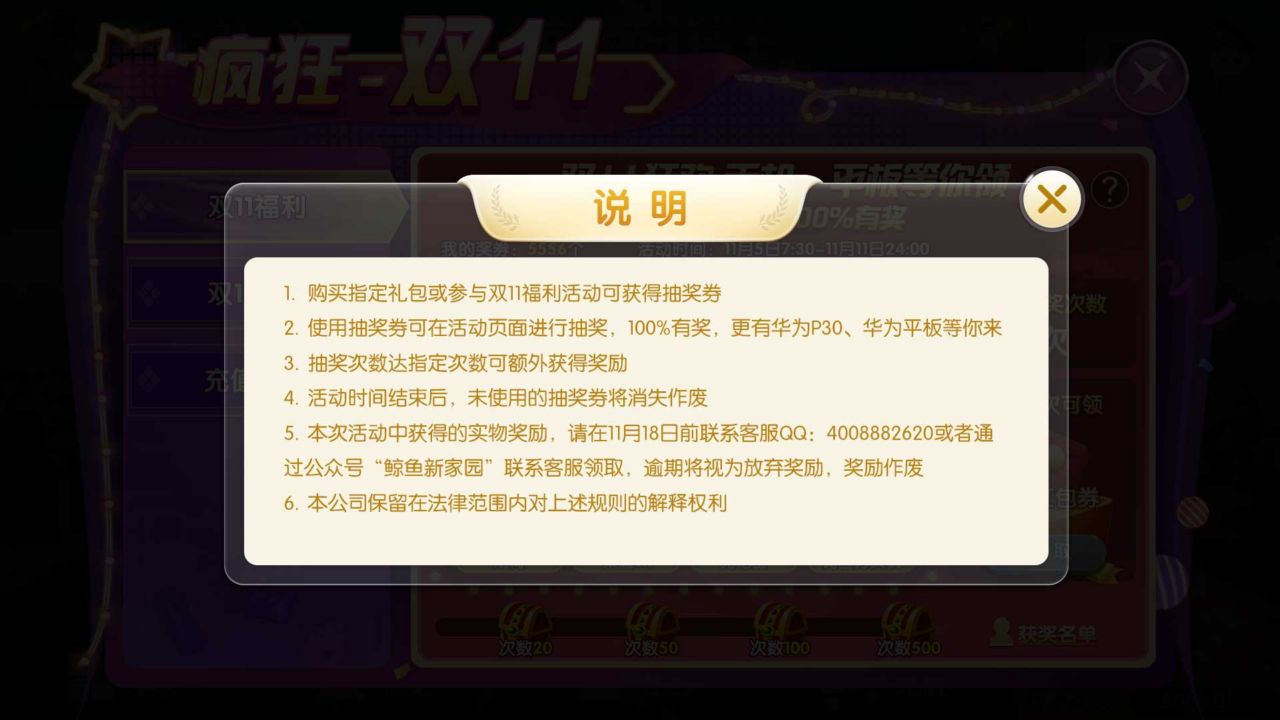 疯狂-双11
双11福利
平板等你领
00%有奖
我的奖券：5556个 活动时间：11月5日7:30-11月11日24:00
说明
1. 购买指定礼包或参与双11福利活动可获得抽奖券
2. 使用抽奖券可在活动页面进行抽奖，100%有奖，更有华为P30、华为平板等你来
3. 抽奖次数达指定次数可额外获得奖励
4. 活动时间结束后，未使用的抽奖券将消失作废
5. 本次活动中获得的实物奖励，请在11月18日前联系客服QQ：4008882620或者通
过公众号“鲸鱼新家园”联系客服领取，逾期将视为放弃奖励，奖励作废
6. 本公司保留在法律范围内对上述规则的解释权利
次数20 次数50 次数100 次数500
获奖名单